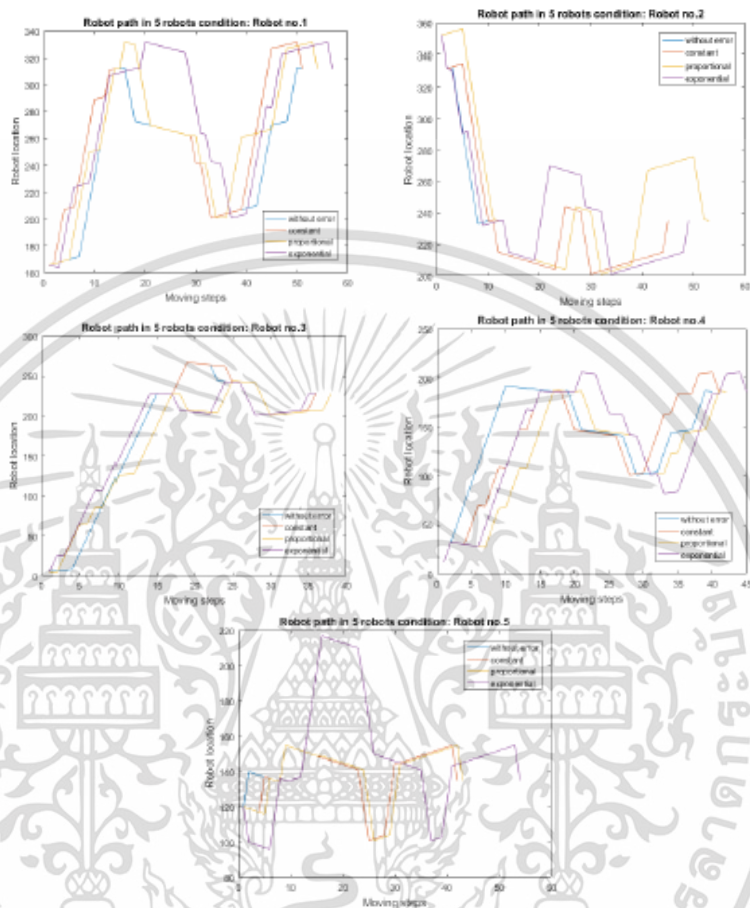 Robot path in 5 robots condition: Robot no.1
340
320
300
280
260
240
220
200
180
160
0 10 20 30 40 50 60
Robot location
Moving steps
without error
constant
proportional
exponential
Robot path in 5 robots condition: Robot no.2
360
340
320
300
280
260
240
220
200
0 10 20 30 40 50 60
Robot location
Moving steps
without error
constant
proportional
exponential
Robot path in 5 robots condition: Robot no.3
300
250
200
150
100
50
0
0 5 10 15 20 25 30 35 40
Robot location
Moving steps
without error
constant
proportional
exponential
Robot path in 5 robots condition: Robot no.4
250
200
150
100
50
0
0 5 10 15 20 25 30 35 40 45
Robot location
Moving steps
without error
constant
proportional
exponential
Robot path in 5 robots condition: Robot no.5
220
200
180
160
140
120
100
80
0 10 20 30 40 50 60
Robot location
Moving steps
without error
constant
proportional
exponential